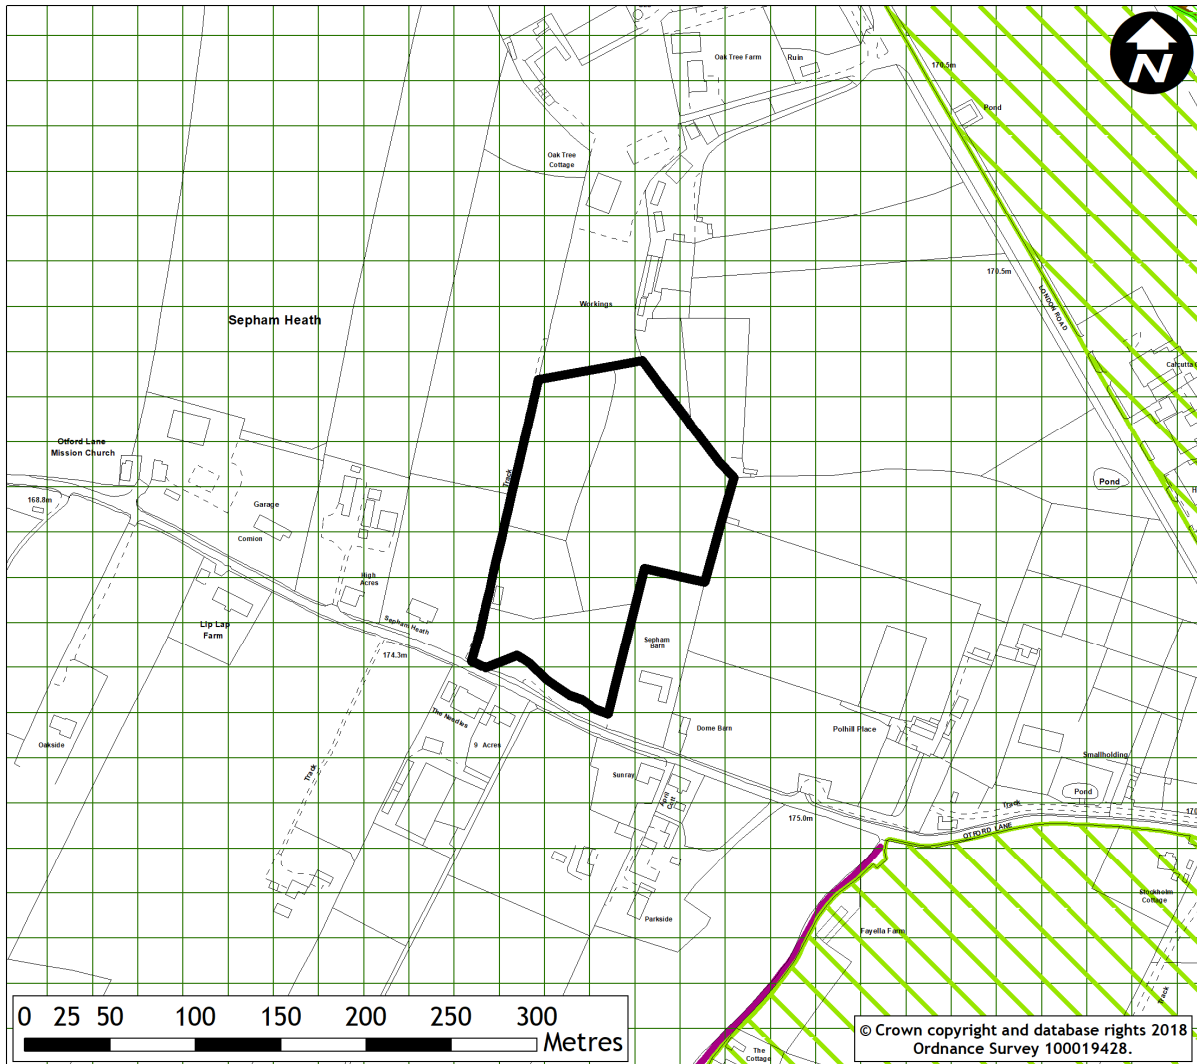 N
Oak Tree Farm
Ruin
170.5m
Pond
Oak Tree
Cottage
170.5m
LONDON ROAD
Workings
Sepham Heath
Otford Lane
Mission Church
168.8m
Garage
Comion
Track
Pond
High
Acres
Lip Lap
Farm
Sepham Heath
174.3m
Sepham
Barn
The Needles
9 Acres
Dome Barn
Polhill Place
Oakside
Track
Sunray
Smallholding
Pond
Track
175.0m
OTFORD LANE
Stockholm
Cottage
Parkside
Fayella Farm
Track
The
Cottage
0 25 50 100 150 200 250 300
Metres
© Crown copyright and database rights 2018
Ordnance Survey 100019428.